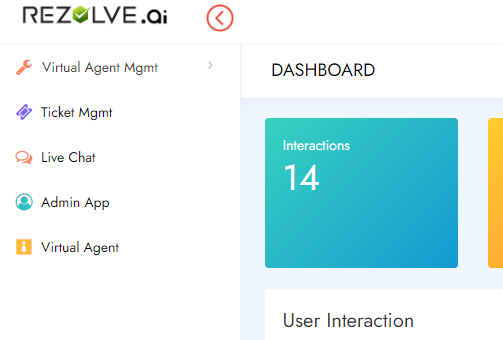 REZOLVE.ai
Virtual Agent Mgmt
Ticket Mgmt
Live Chat
Admin App
Virtual Agent
DASHBOARD
Interactions
14
User Interaction